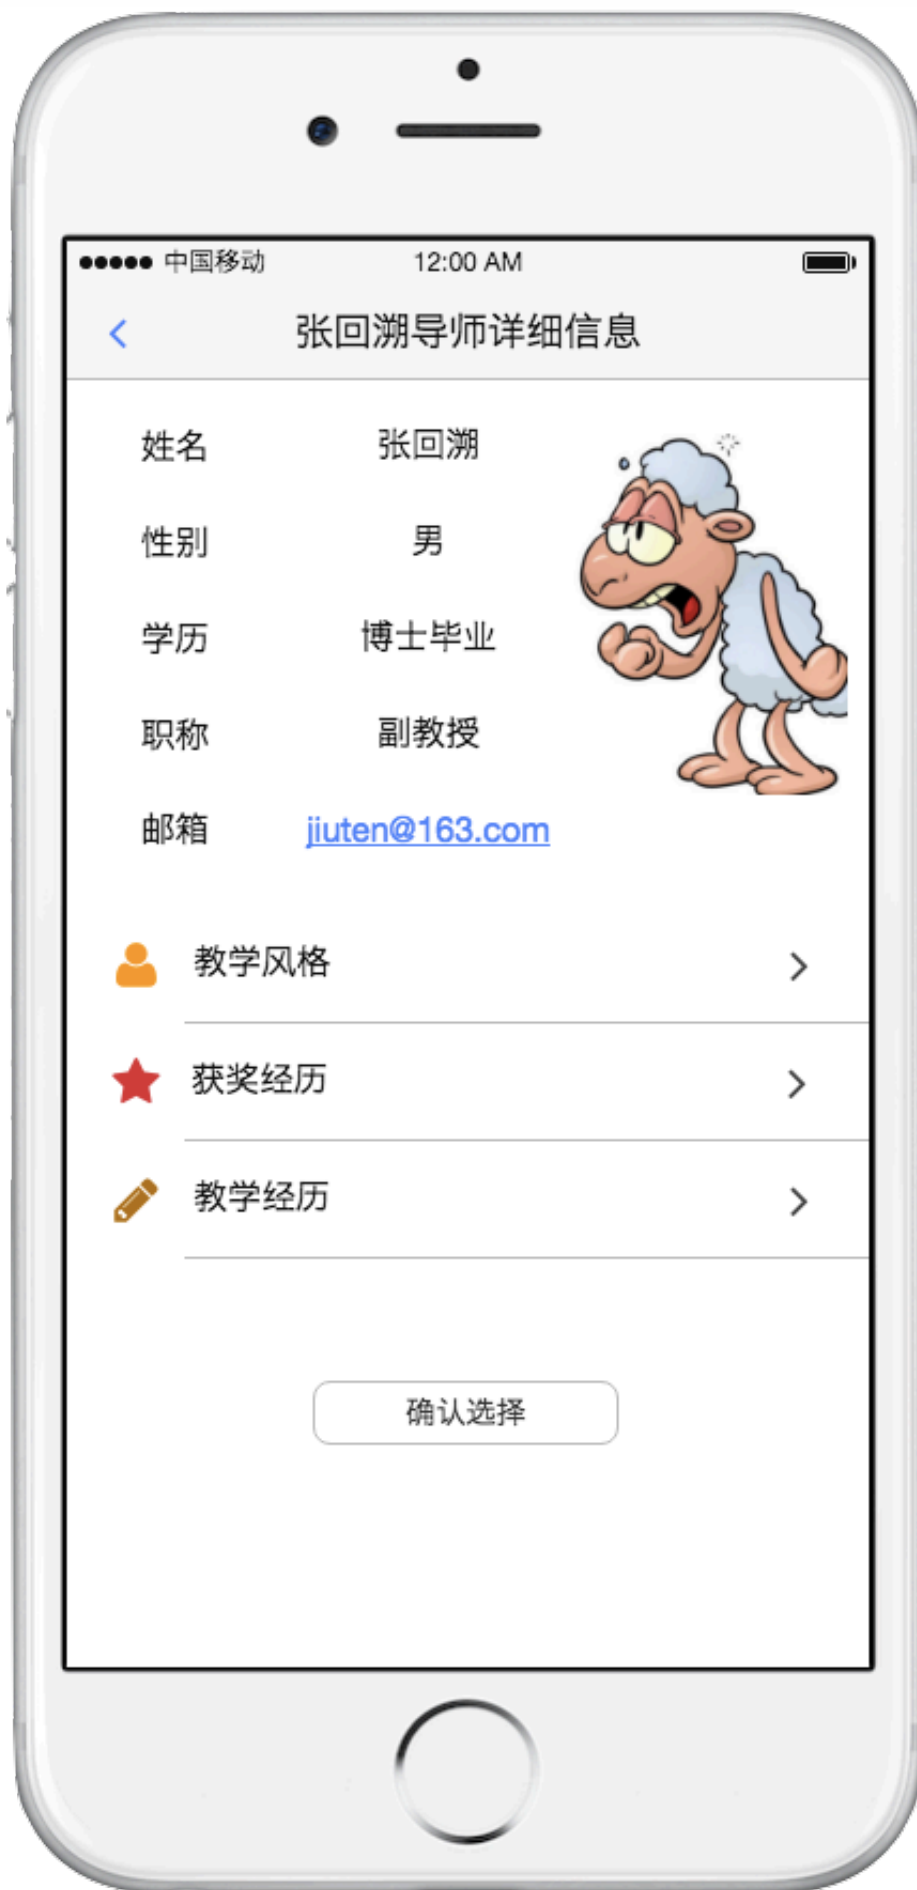 中国移动 12:00 AM
张回溯导师详细信息
姓名 张回溯
性别 男
学历 博士毕业
职称 副教授
邮箱 jiuten@163.com
教学风格
获奖经历
教学经历
确认选择